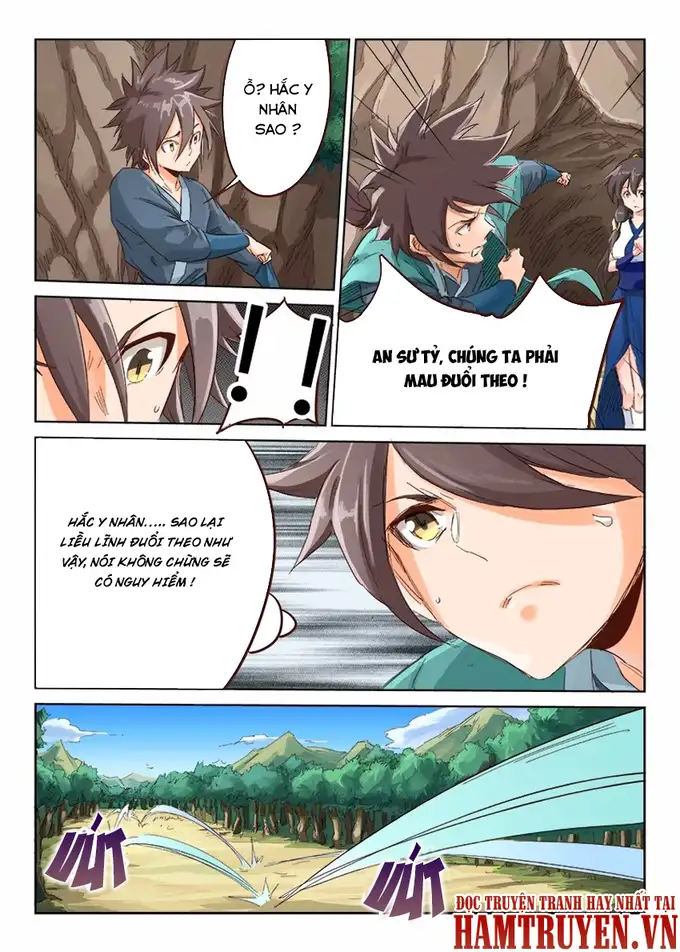 Ồ? HẮC Y
NHÂN
SAO ?
AN SƯ TỶ, CHÚNG TA PHẢI
MAU ĐUỔI THEO !
!!
HẮC Y NHÂN..... SAO LẠI
LIỀU LĨNH ĐUỔI THEO NHƯ
VẬY, NÓI KHÔNG CHỪNG SẼ
CÓ NGUY HIỂM !
VÚT
VÚT
ĐỌC TRUYỆN TRANH HAY NHẤT TẠI
HAMTRUYEN.VN